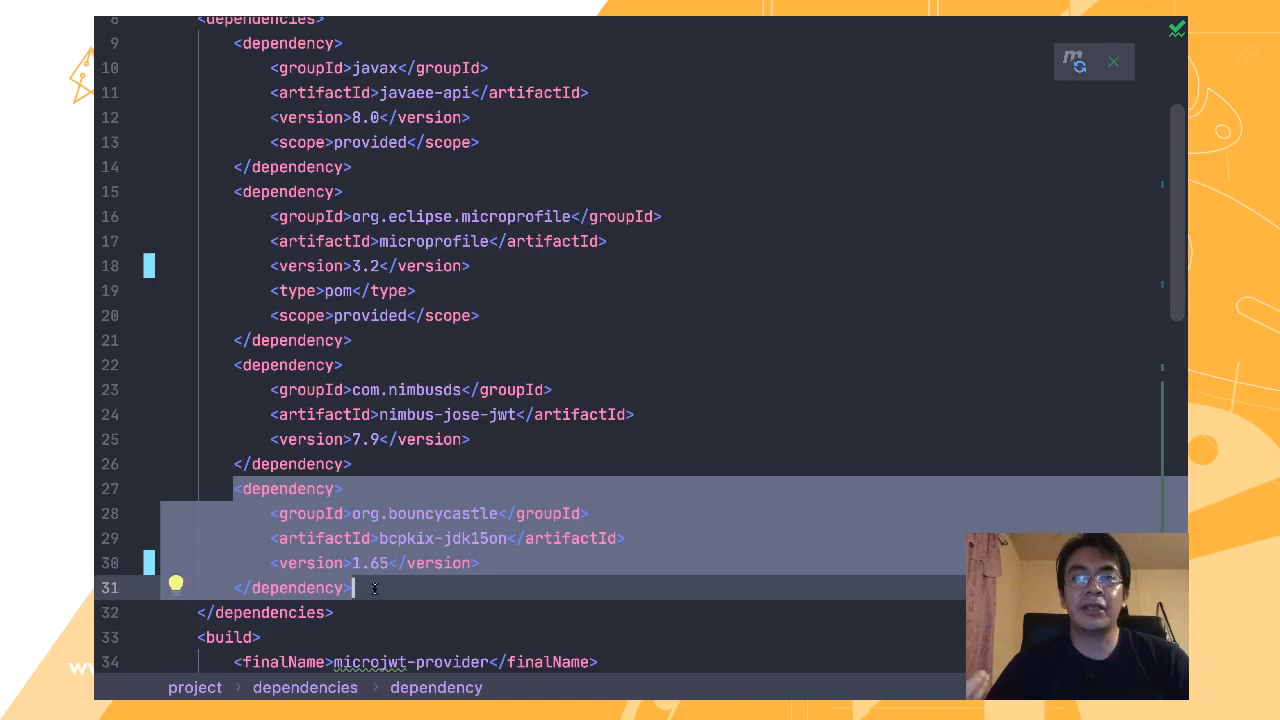 8 <dependencies>
9 <dependency>
10 <groupId>javax</groupId>
11 <artifactId>javaee-api</artifactId>
12 <version>8.0</version>
13 <scope>provided</scope>
14 </dependency>
15 <dependency>
16 <groupId>org.eclipse.microprofile</groupId>
17 <artifactId>microprofile</artifactId>
18 <version>3.2</version>
19 <type>pom</type>
20 <scope>provided</scope>
21 </dependency>
22 <dependency>
23 <groupId>com.nimbusds</groupId>
24 <artifactId>nimbus-jose-jwt</artifactId>
25 <version>7.9</version>
26 </dependency>
27 <dependency>
28 <groupId>org.bouncycastle</groupId>
29 <artifactId>bcpkix-jdk15on</artifactId>
30 <version>1.65</version>
31 </dependency>
32 </dependencies>
33 <build>
34 <finalName>microjwt-provider</finalName>
project > dependencies > dependency